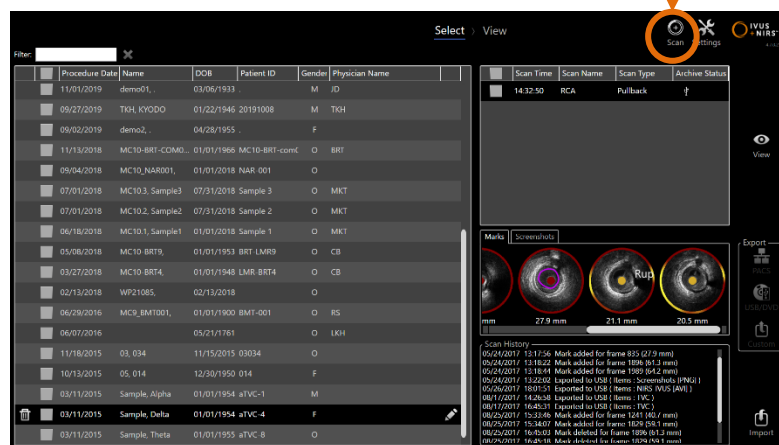 Select > View
Scan
Settings
IVUS
+NIRS
Filter:
Procedure Date Name DOB Patient ID Gender Physician Name
11/01/2019 demo01, . 03/06/1933 . M JD
09/27/2019 TKH, KYODO 01/22/1946 20191008 M TKH
09/02/2019 demo2, . 04/28/1955 . F
11/13/2018 MC10-BRT-COM0... 01/01/1966 MC10-BRT-com( O BRT
09/04/2018 MC10_NAR001, 01/01/2018 NAR-001 O
07/01/2018 MC10.3, Sample3 07/31/2018 Sample 3 O MKT
07/01/2018 MC10.2, Sample2 07/31/2018 Sample 2 O MKT
06/18/2018 MC10.1, Sample1 01/01/2018 Sample 1 O MKT
05/08/2018 MC10-BRT9, 01/01/1953 BRT-LMR9 O CB
03/27/2018 MC10-BRT4, 01/01/1948 LMR-BRT4 O CB
02/13/2018 WP21085, 02/13/2018 O
06/29/2016 MC9_BMT001, 01/01/1900 BMT-001 O RS
06/07/2016 05/21/1761 O LKH
11/18/2015 03, 034 11/15/2015 03034 O
10/13/2015 05, 014 12/30/1950 014 F
03/11/2015 Sample, Alpha 01/01/1954 aTVC-1 M
03/11/2015 Sample, Delta 01/01/1954 aTVC-4 F
03/11/2015 Sample, Theta 01/01/1955 aTVC-8 O
Scan Time Scan Name Scan Type Archive Status
14:32:50 RCA Pullback
View
Marks Screenshots
Rup
mm 27.9 mm 21.1 mm 20.5 mm
Export
PACS
USB/DVD
Custom
Import
Scan History
05/24/2017 13:17:56 Mark added for frame 835 (27.9 mm)
05/24/2017 13:18:22 Mark added for frame 1896 (61.3 mm)
05/24/2017 13:18:44 Mark added for frame 1989 (64.2 mm)
05/24/2017 13:22:02 Exported to USB ( Items : Screenshots [PNG] )
05/26/2017 18:01:51 Exported to USB ( Items : NIRS-IVUS [AVI] )
08/17/2017 14:26:58 Exported to USB ( Items : TVC )
08/17/2017 16:45:31 Exported to USB ( Items : TVC )
08/25/2017 15:33:46 Mark added for frame 1241 (40.7 mm)
08/25/2017 15:34:07 Mark added for frame 1829 (59.1 mm)
08/25/2017 16:45:03 Mark deleted for frame 1896 (61.3 mm)
08/25/2017 16:45:18 Mark deleted for frame 1829 (59.1 mm)